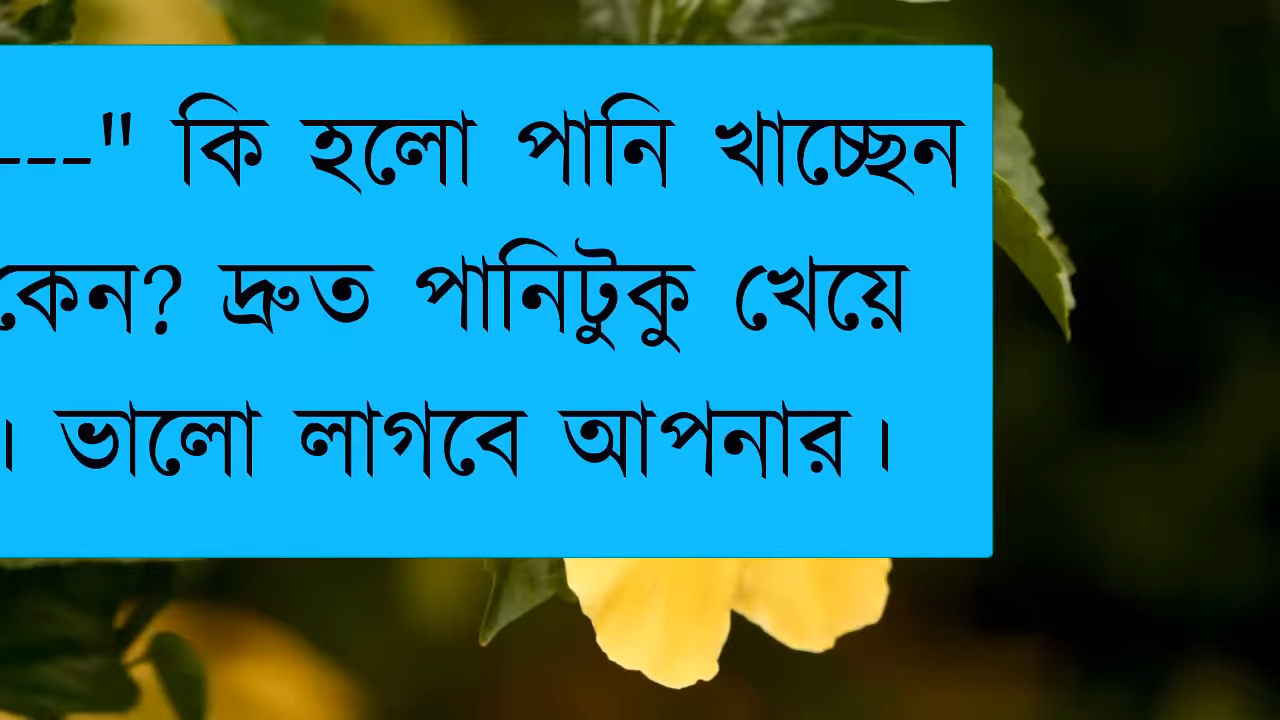 ---" কি হলো পানি খাচ্ছেন
কেন? দ্রুত পানিটুকু খেয়ে
। ভালো লাগবে আপনার।